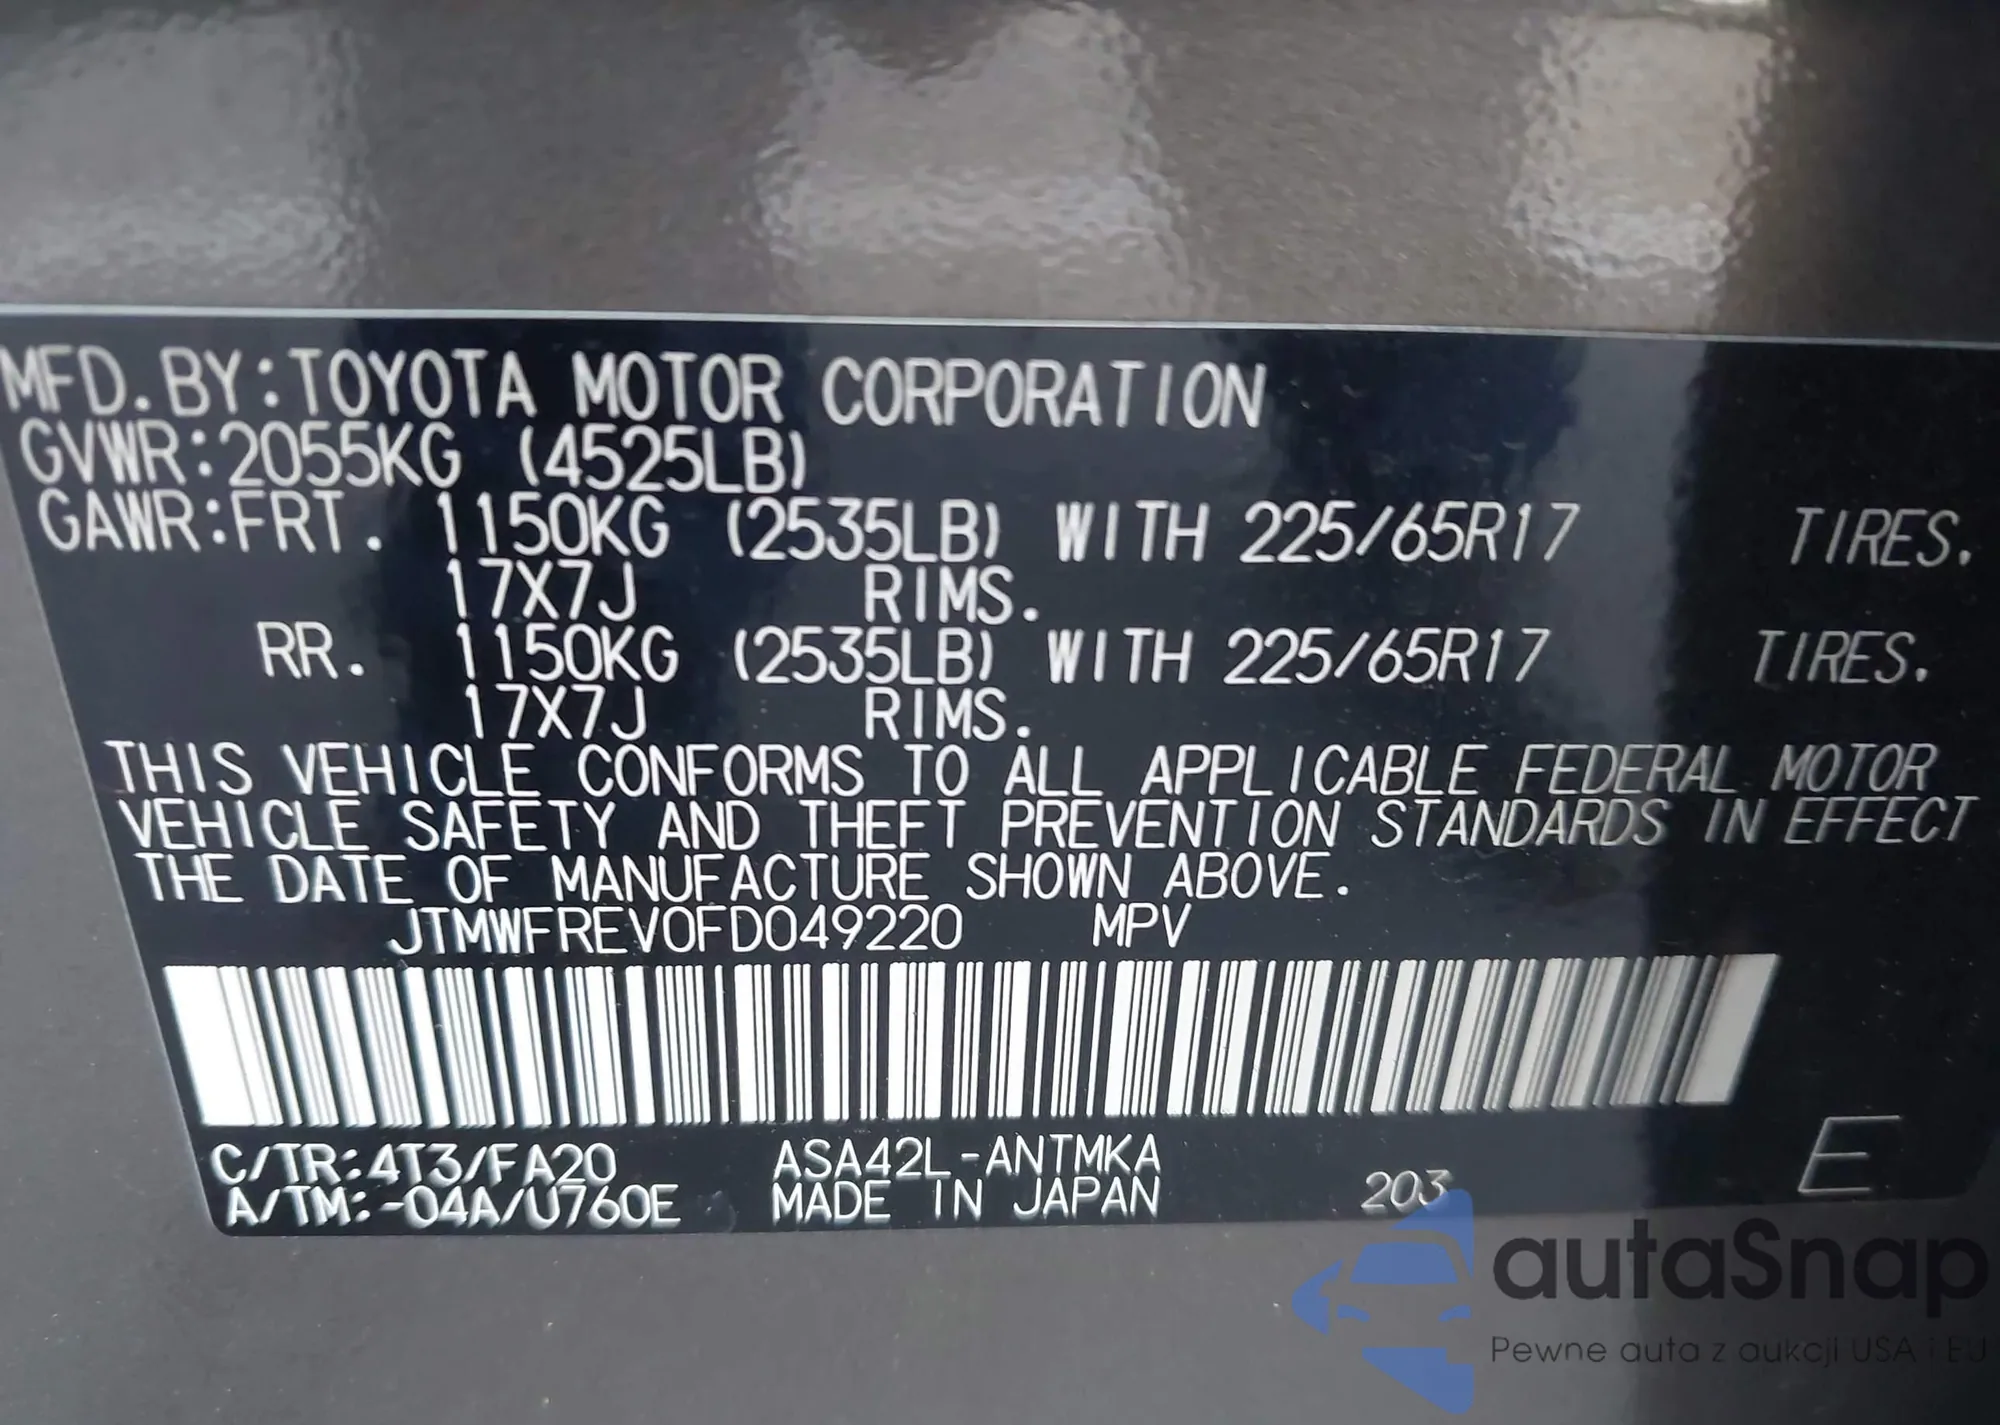 MFD.BY:TOYOTA MOTOR CORPORATION
GVWR:2055KG (4525LB)
GAWR:FRT. 1150KG (2535LB) WITH 225/65R17 TIRES.
17X7J RIMS.
RR. 1150KG (2535LB) WITH 225/65R17 TIRES.
17X7J RIMS.
THIS VEHICLE CONFORMS TO ALL APPLICABLE FEDERAL MOTOR
VEHICLE SAFETY AND THEFT PREVENTION STANDARDS IN EFFECT
THE DATE OF MANUFACTURE SHOWN ABOVE.
JTMWFREV0FD049220 MPV
C/TR:4T3/FA20 ASA42L-ANTMKA
A/TM:-04A/U760E MADE IN JAPAN 203 E
autaSnap
Pewne auta z aukcji USA i EU